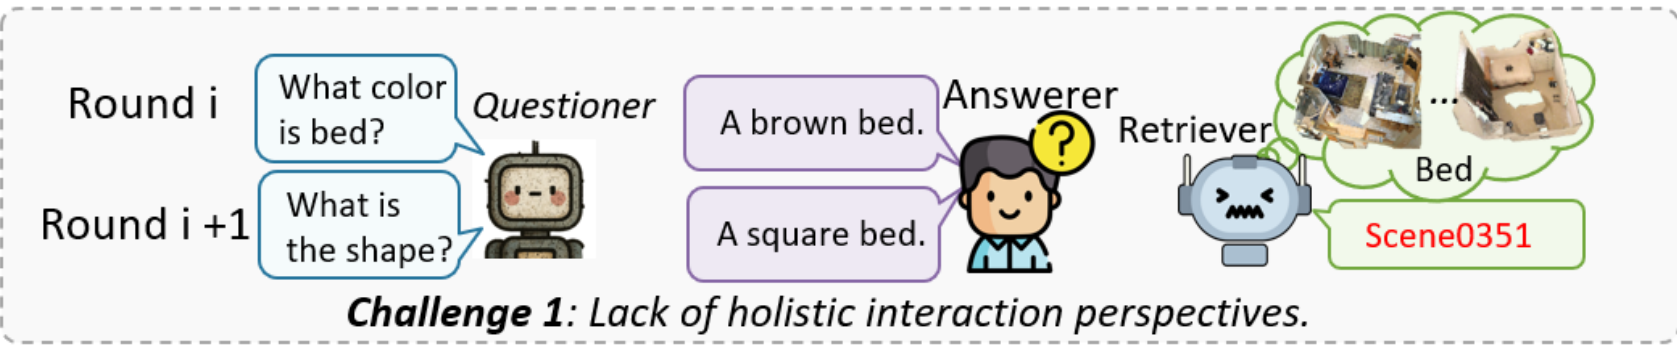 Round i
What color
is bed?
Questioner
A brown bed.
Answerer
?
Retriever
...
Bed
Round i +1
What is
the shape?
A square bed.
Scene0351
Challenge 1: Lack of holistic interaction perspectives.